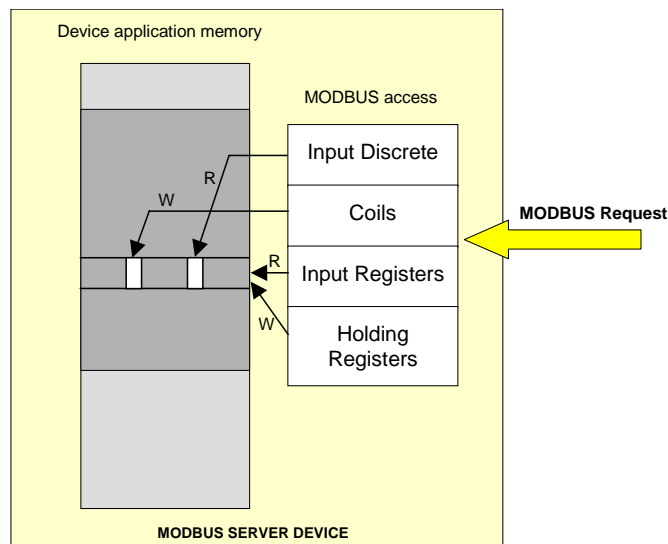 Device application memory
MODBUS access
Input Discrete
R
W
Coils
MODBUS Request
R
Input Registers
W
Holding
Registers
MODBUS SERVER DEVICE